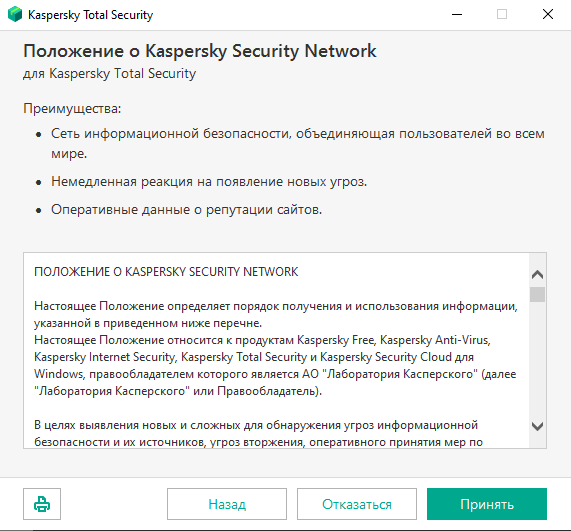 Kaspersky Total Security
Положение о Kaspersky Security Network
для Kaspersky Total Security
Преимущества:
• Сеть информационной безопасности, объединяющая пользователей во всем
мире.
• Немедленная реакция на появление новых угроз.
• Оперативные данные о репутации сайтов.
ПОЛОЖЕНИЕ О KASPERSKY SECURITY NETWORK
Настоящее Положение определяет порядок получения и использования информации,
указанной в приведенном ниже перечне.
Настоящее Положение относится к продуктам Kaspersky Free, Kaspersky Anti-Virus,
Kaspersky Internet Security, Kaspersky Total Security и Kaspersky Security Cloud для
Windows, правообладателем которого является АО "Лаборатория Касперского" (далее
"Лаборатория Касперского" или Правообладатель).
В целях выявления новых и сложных для обнаружения угроз информационной
безопасности и их источников, угроз вторжения, оперативного принятия мер по
Назад
Отказаться
Принять